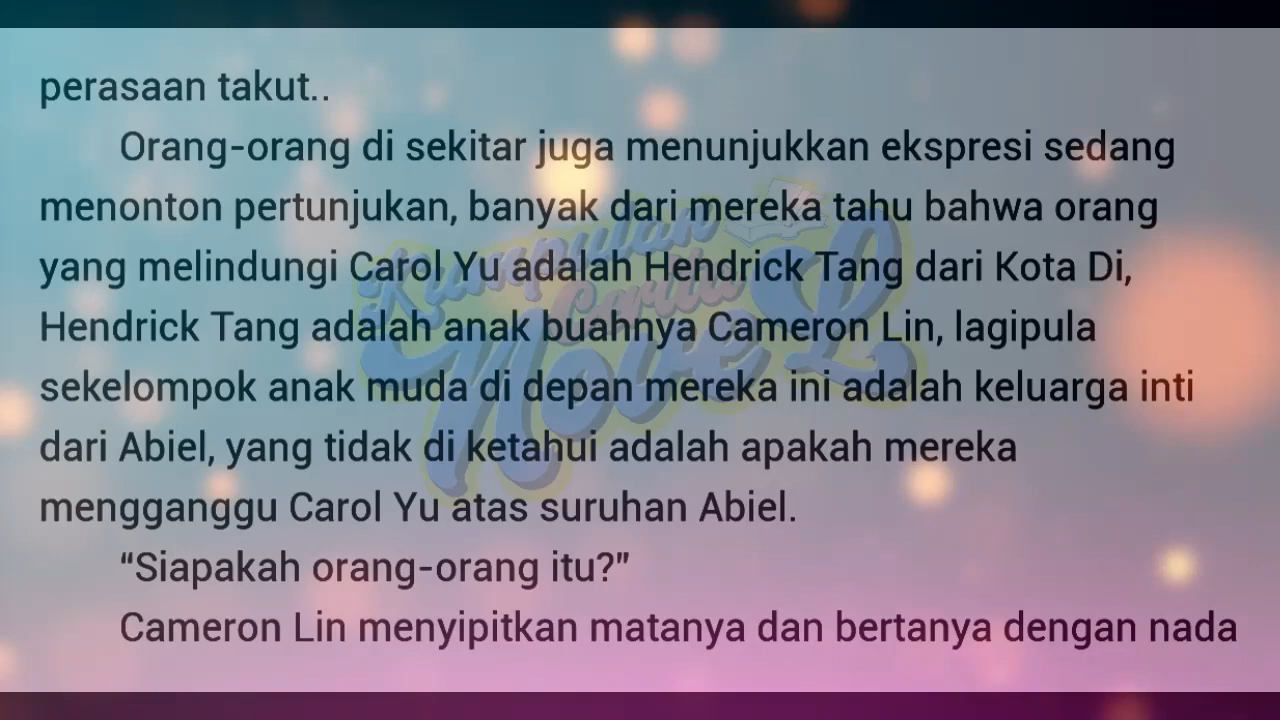 perasaan takut..
Orang-orang di sekitar juga menunjukkan ekspresi sedang
menonton pertunjukan, banyak dari mereka tahu bahwa orang
yang melindungi Carol Yu adalah Hendrick Tang dari Kota Di,
Hendrick Tang adalah anak buahnya Cameron Lin, lagipula
sekelompok anak muda di depan mereka ini adalah keluarga inti
dari Abiel, yang tidak di ketahui adalah apakah mereka
mengganggu Carol Yu atas suruhan Abiel.
“Siapakah orang-orang itu?”
Cameron Lin menyipitkan matanya dan bertanya dengan nada
Kumpulan
Cerita
Novel